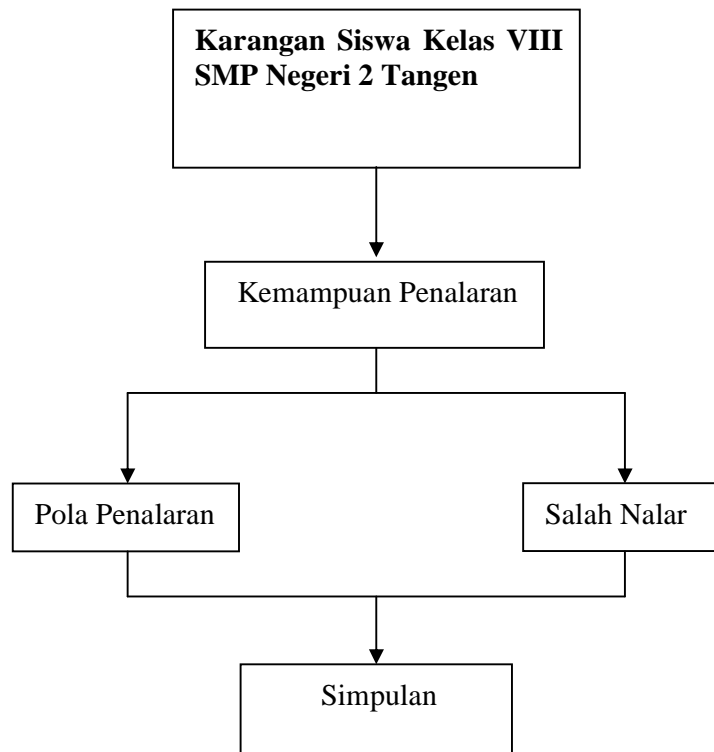 Karangan Siswa Kelas VIII
SMP Negeri 2 Tangen
Kemampuan Penalaran
Pola Penalaran
Salah Nalar
Simpulan